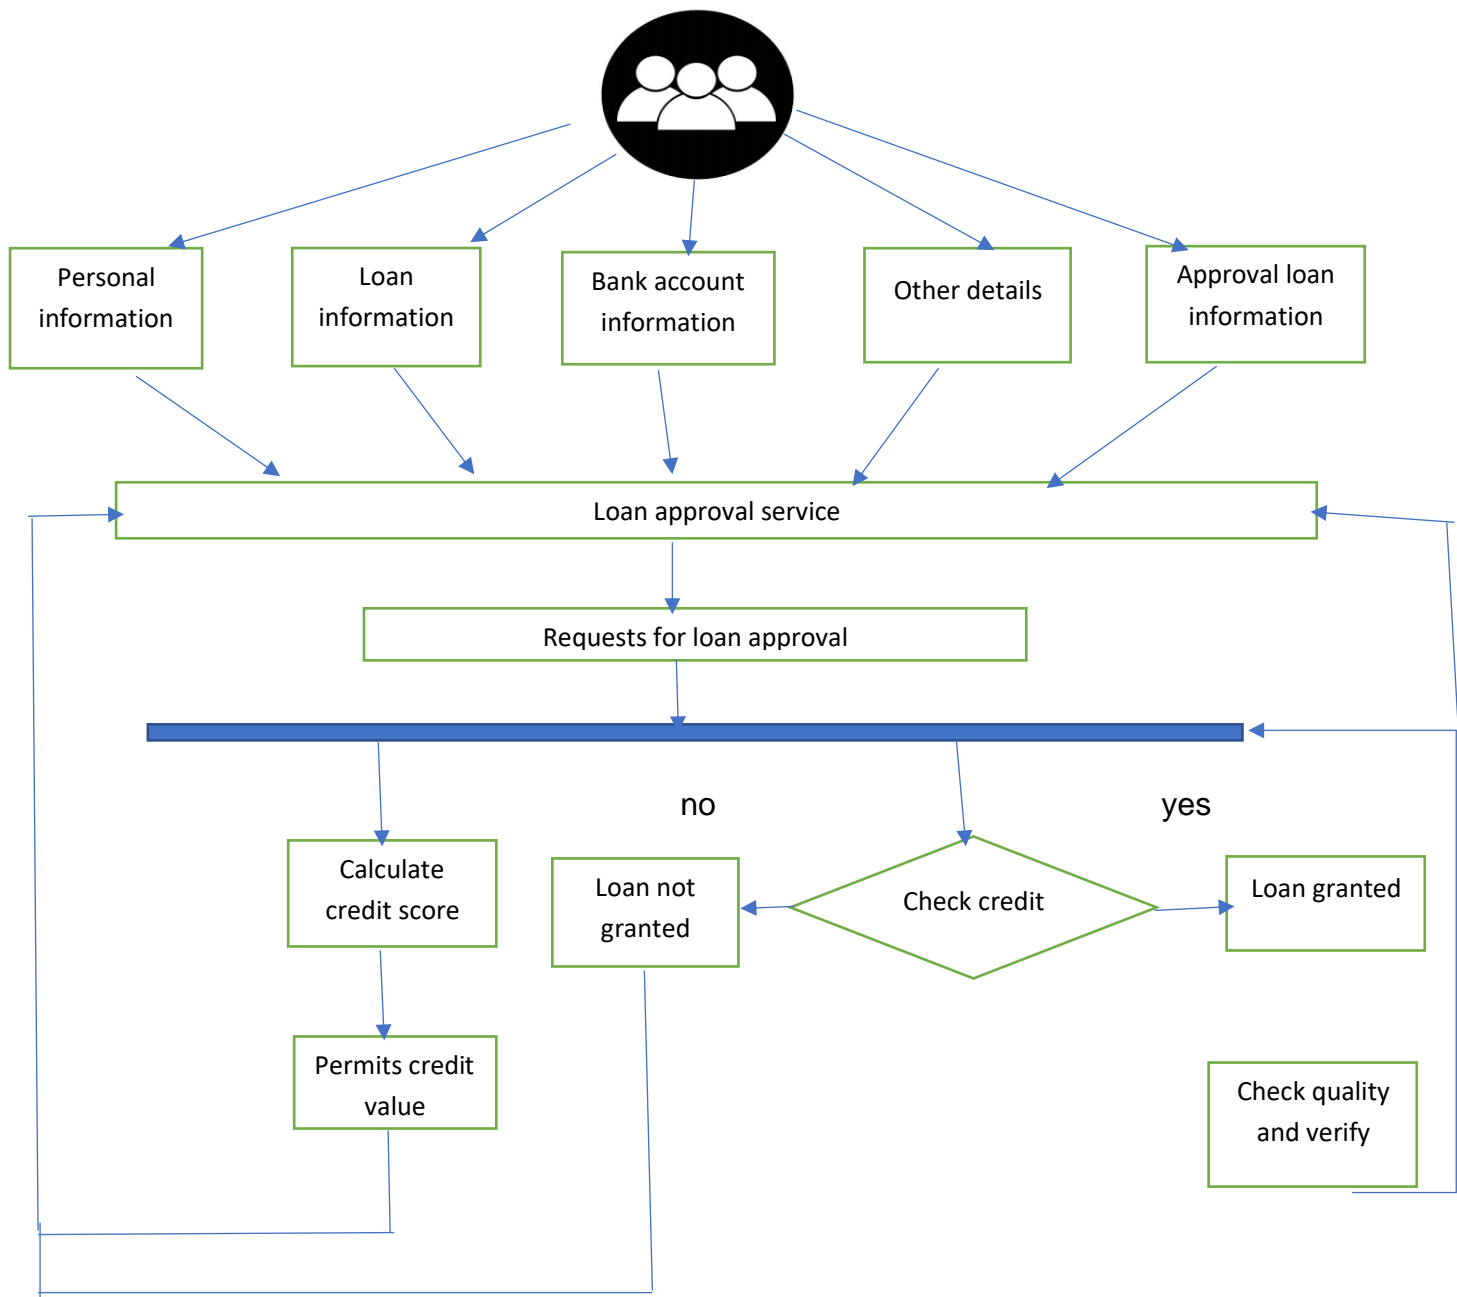 Personal
information
Loan
information
Bank account
information
Other details
Approval loan
information
Loan approval service
Requests for loan approval
no
yes
Calculate
credit score
Loan not
granted
Check credit
Loan granted
Permits credit
value
Check quality
and verify